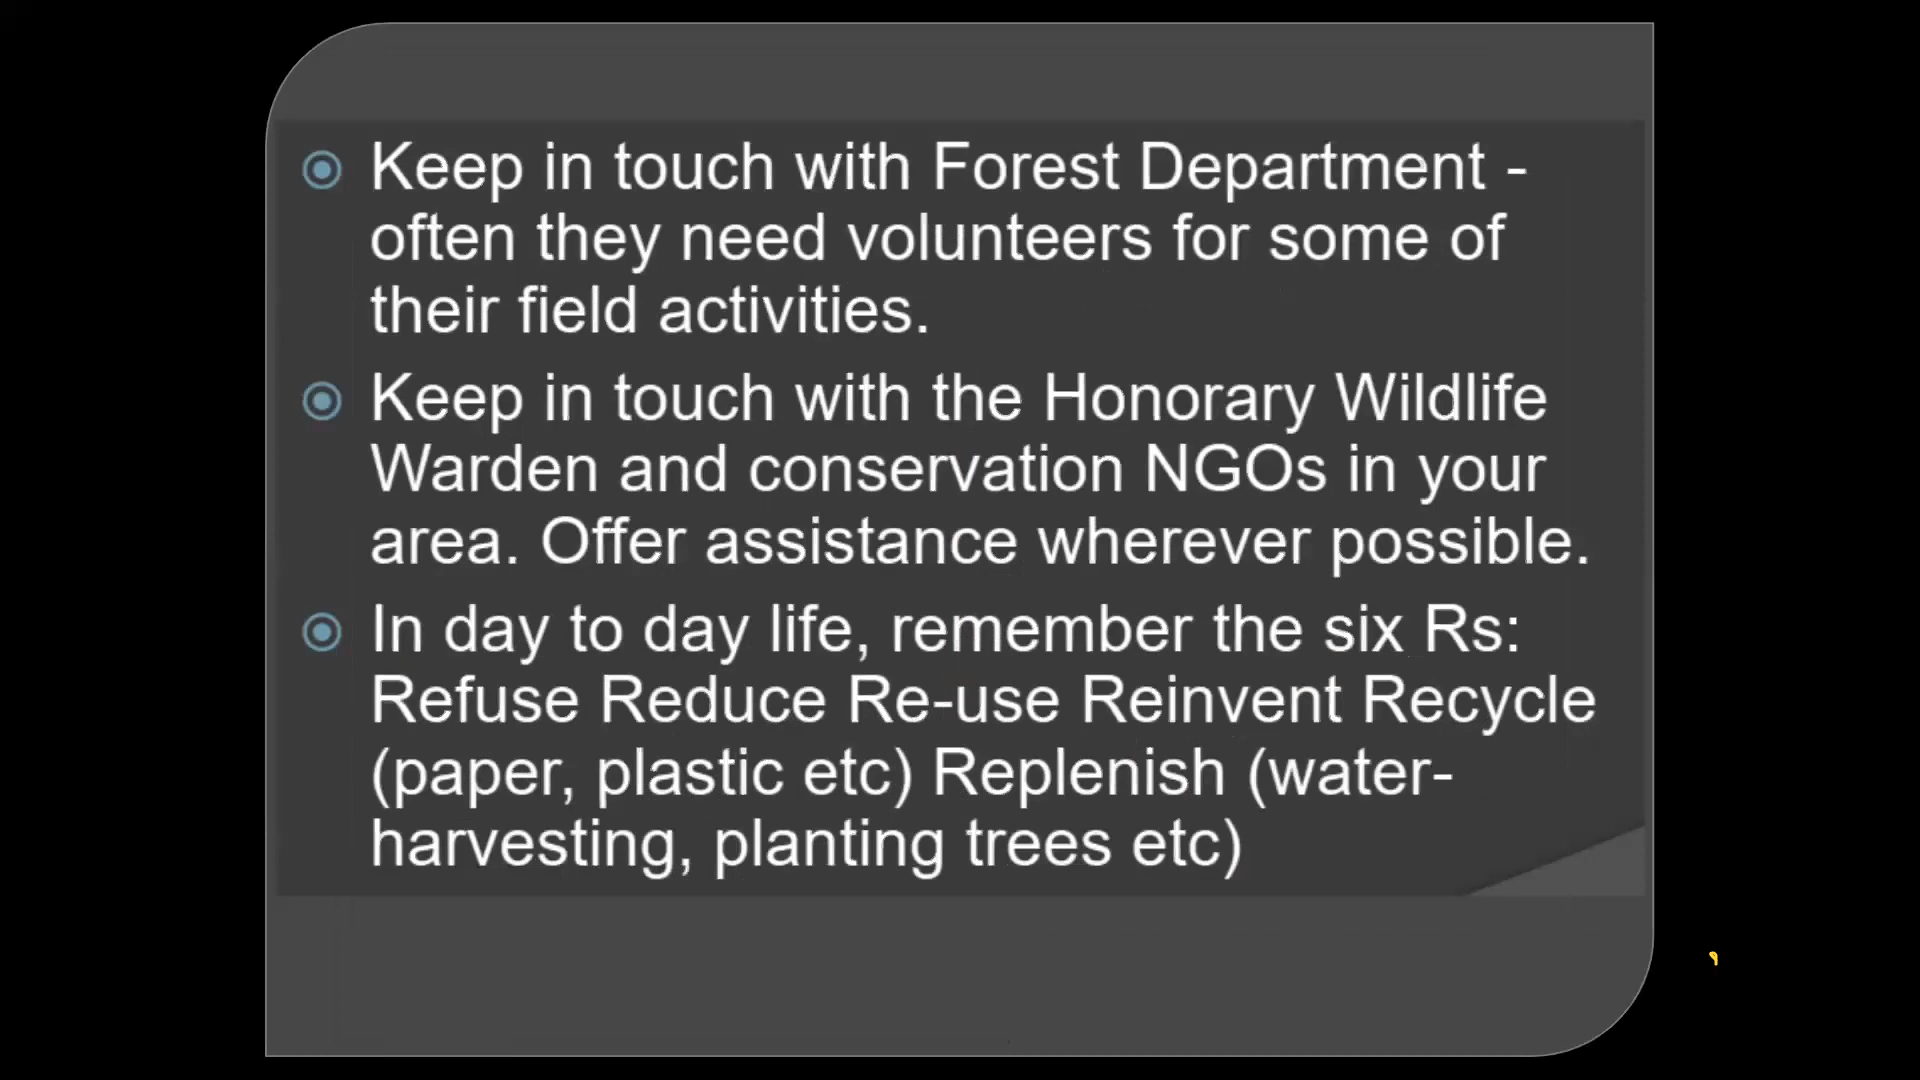 Keep in touch with Forest Department -
often they need volunteers for some of
their field activities.
Keep in touch with the Honorary Wildlife
Warden and conservation NGOs in your
area. Offer assistance wherever possible.
In day to day life, remember the six Rs:
Refuse Reduce Re-use Reinvent Recycle
(paper, plastic etc) Replenish (water-
harvesting, planting trees etc)